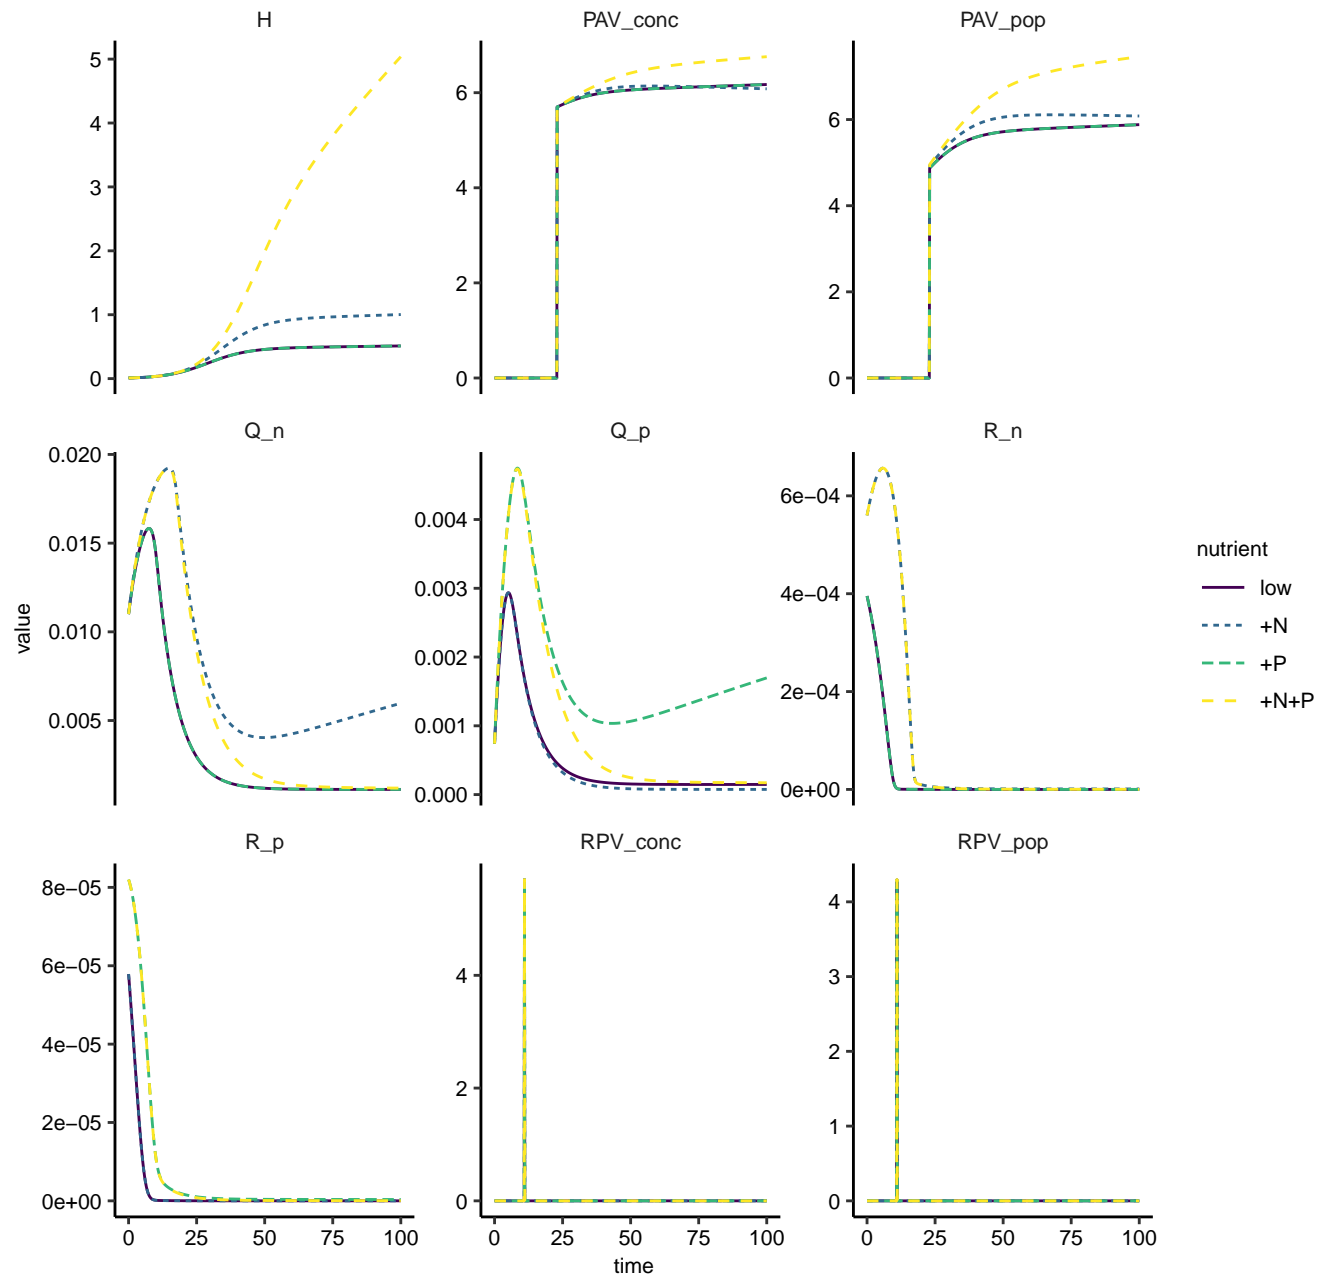 H
PAV_conc
PAV_pop
5
4
3
2
1
0
6
4
2
0
6
4
2
0
Q_n
Q_p
R_n
0.020
0.015
0.010
0.005
0.004
0.003
0.002
0.001
0.000
6e−04
4e−04
2e−04
0e+00
value
nutrient
low
+N
+P
+N+P
R_p
RPV_conc
RPV_pop
8e−05
6e−05
4e−05
2e−05
0e+00
4
2
0
4
3
2
1
0
0 25 50 75 100
0 25 50 75 100
0 25 50 75 100
time